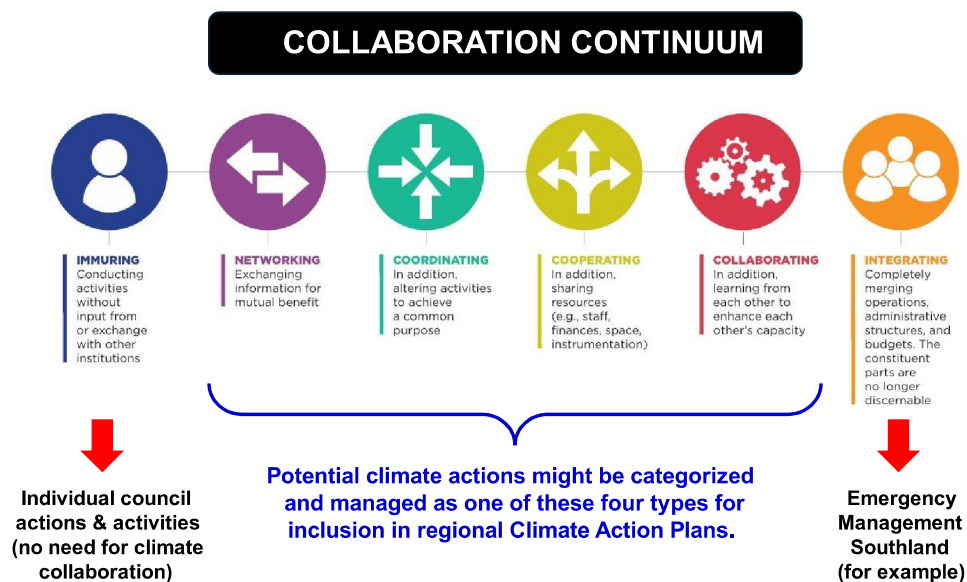 COLLABORATION CONTINUUM
IMMURING
Conducting
activities
without
input from
or exchange
with other
institutions
NETWORKING
Exchanging
information for
mutual benefit
COORDINATING
In addition,
altering activities
to achieve
a common
purpose
COOPERATING
In addition,
sharing
resources
(e.g., staff,
finances, space,
instrumentation)
COLLABORATING
In addition,
learning from
each other to
enhance each
other's capacity
INTEGRATING
Completely
merging
operations,
administrative
structures, and
budgets. The
constituent
parts are
no longer
discernable
Individual council
actions & activities
(no need for climate
collaboration)
Potential climate actions might be categorized
and managed as one of these four types for
inclusion in regional Climate Action Plans.
Emergency
Management
Southland
(for example)